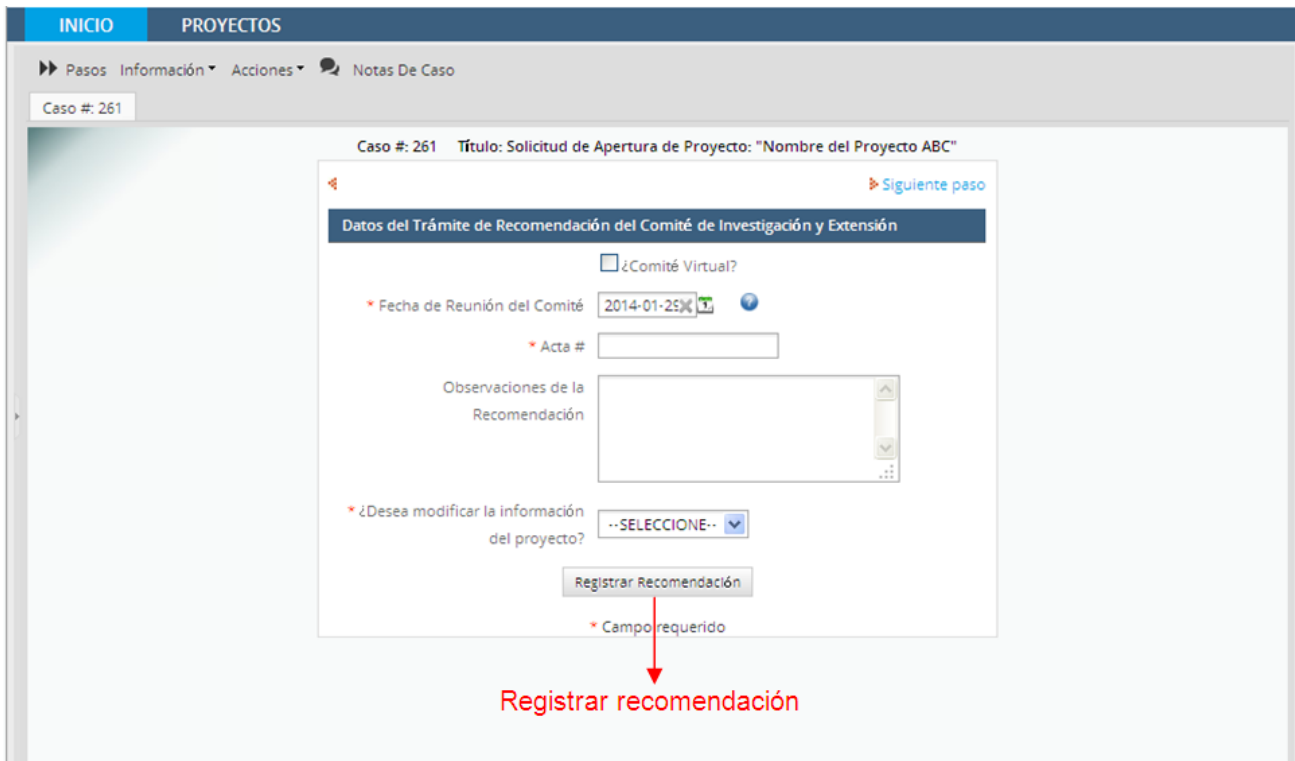 INICIO PROYECTOS
Pasos Información Acciones Notas De Caso
Caso #: 261
Caso #: 261 Título: Solicitud de Apertura de Proyecto: "Nombre del Proyecto ABC"
Siguiente paso
Datos del Trámite de Recomendación del Comité de Investigación y Extensión
¿Comité Virtual?
* Fecha de Reunión del Comité 2014-01-29
* Acta #
Observaciones de la
Recomendación
* ¿Desea modificar la información
del proyecto?
--SELECCIONE--
Registrar Recomendación
* Campo requerido
Registrar recomendación